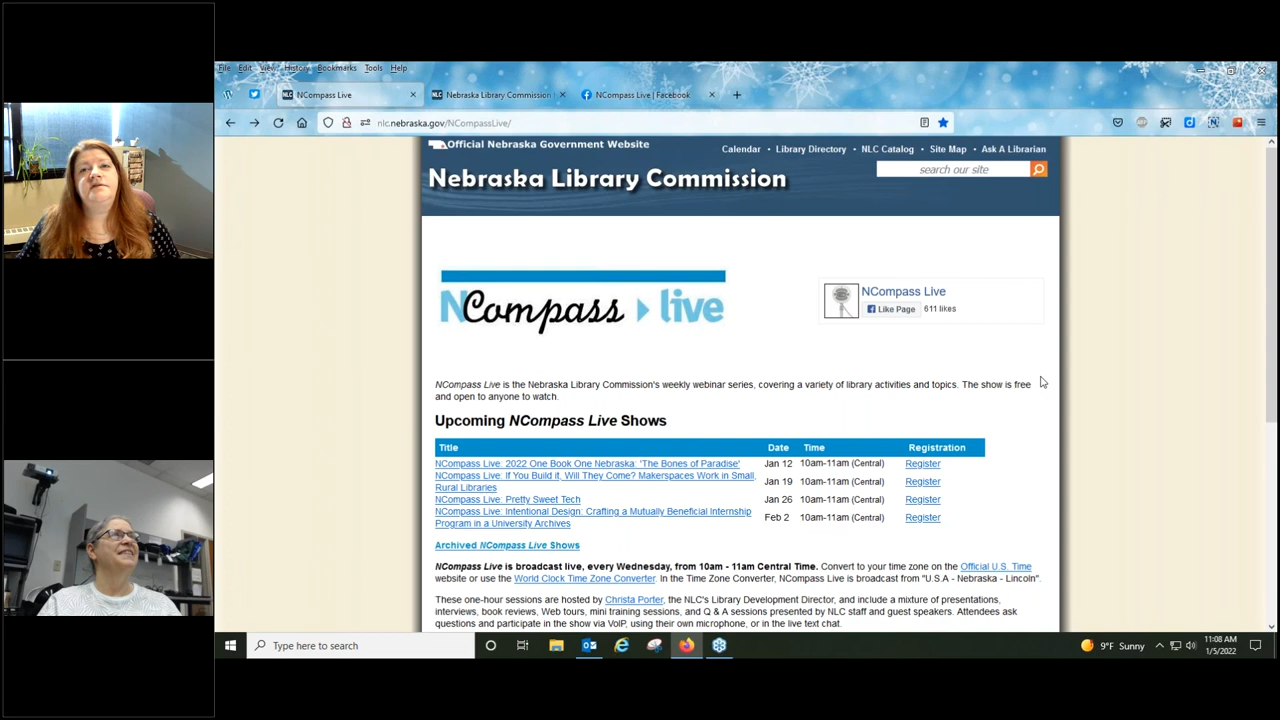 File Edit View History Bookmarks Tools Help
NCompass Live
Nebraska Library Commission
NCompass Live | Facebook
nlc.nebraska.gov/NCompassLive/
Official Nebraska Government Website
Calendar • Library Directory • NLC Catalog • Site Map • Ask A Librarian
Nebraska Library Commission
search our site
NCompass live
NCompass Live
Like Page 611 likes
NCompass Live is the Nebraska Library Commission's weekly webinar series, covering a variety of library activities and topics. The show is free
and open to anyone to watch.
Upcoming NCompass Live Shows
Title Date Time Registration
NCompass Live: 2022 One Book One Nebraska: 'The Bones of Paradise' Jan 12 10am-11am (Central) Register
NCompass Live: If You Build it, Will They Come? Makerspaces Work in Small,
Rural Libraries Jan 19 10am-11am (Central) Register
NCompass Live: Pretty Sweet Tech Jan 26 10am-11am (Central) Register
NCompass Live: Intentional Design: Crafting a Mutually Beneficial Internship
Program in a University Archives Feb 2 10am-11am (Central) Register
Archived NCompass Live Shows
NCompass Live is broadcast live, every Wednesday, from 10am - 11am Central Time. Convert to your time zone on the Official U.S. Time
website or use the World Clock Time Zone Converter. In the Time Zone Converter, NCompass Live is broadcast from "U.S.A - Nebraska - Lincoln".
These one-hour sessions are hosted by Christa Porter, the NLC's Library Development Director, and include a mixture of presentations,
interviews, book reviews, Web tours, mini training sessions, and Q & A sessions presented by NLC staff and guest speakers. Attendees ask
questions and participate in the show via VoIP, using their own microphone, or in the live text chat.
Type here to search
9°F Sunny
11:08 AM
1/5/2022